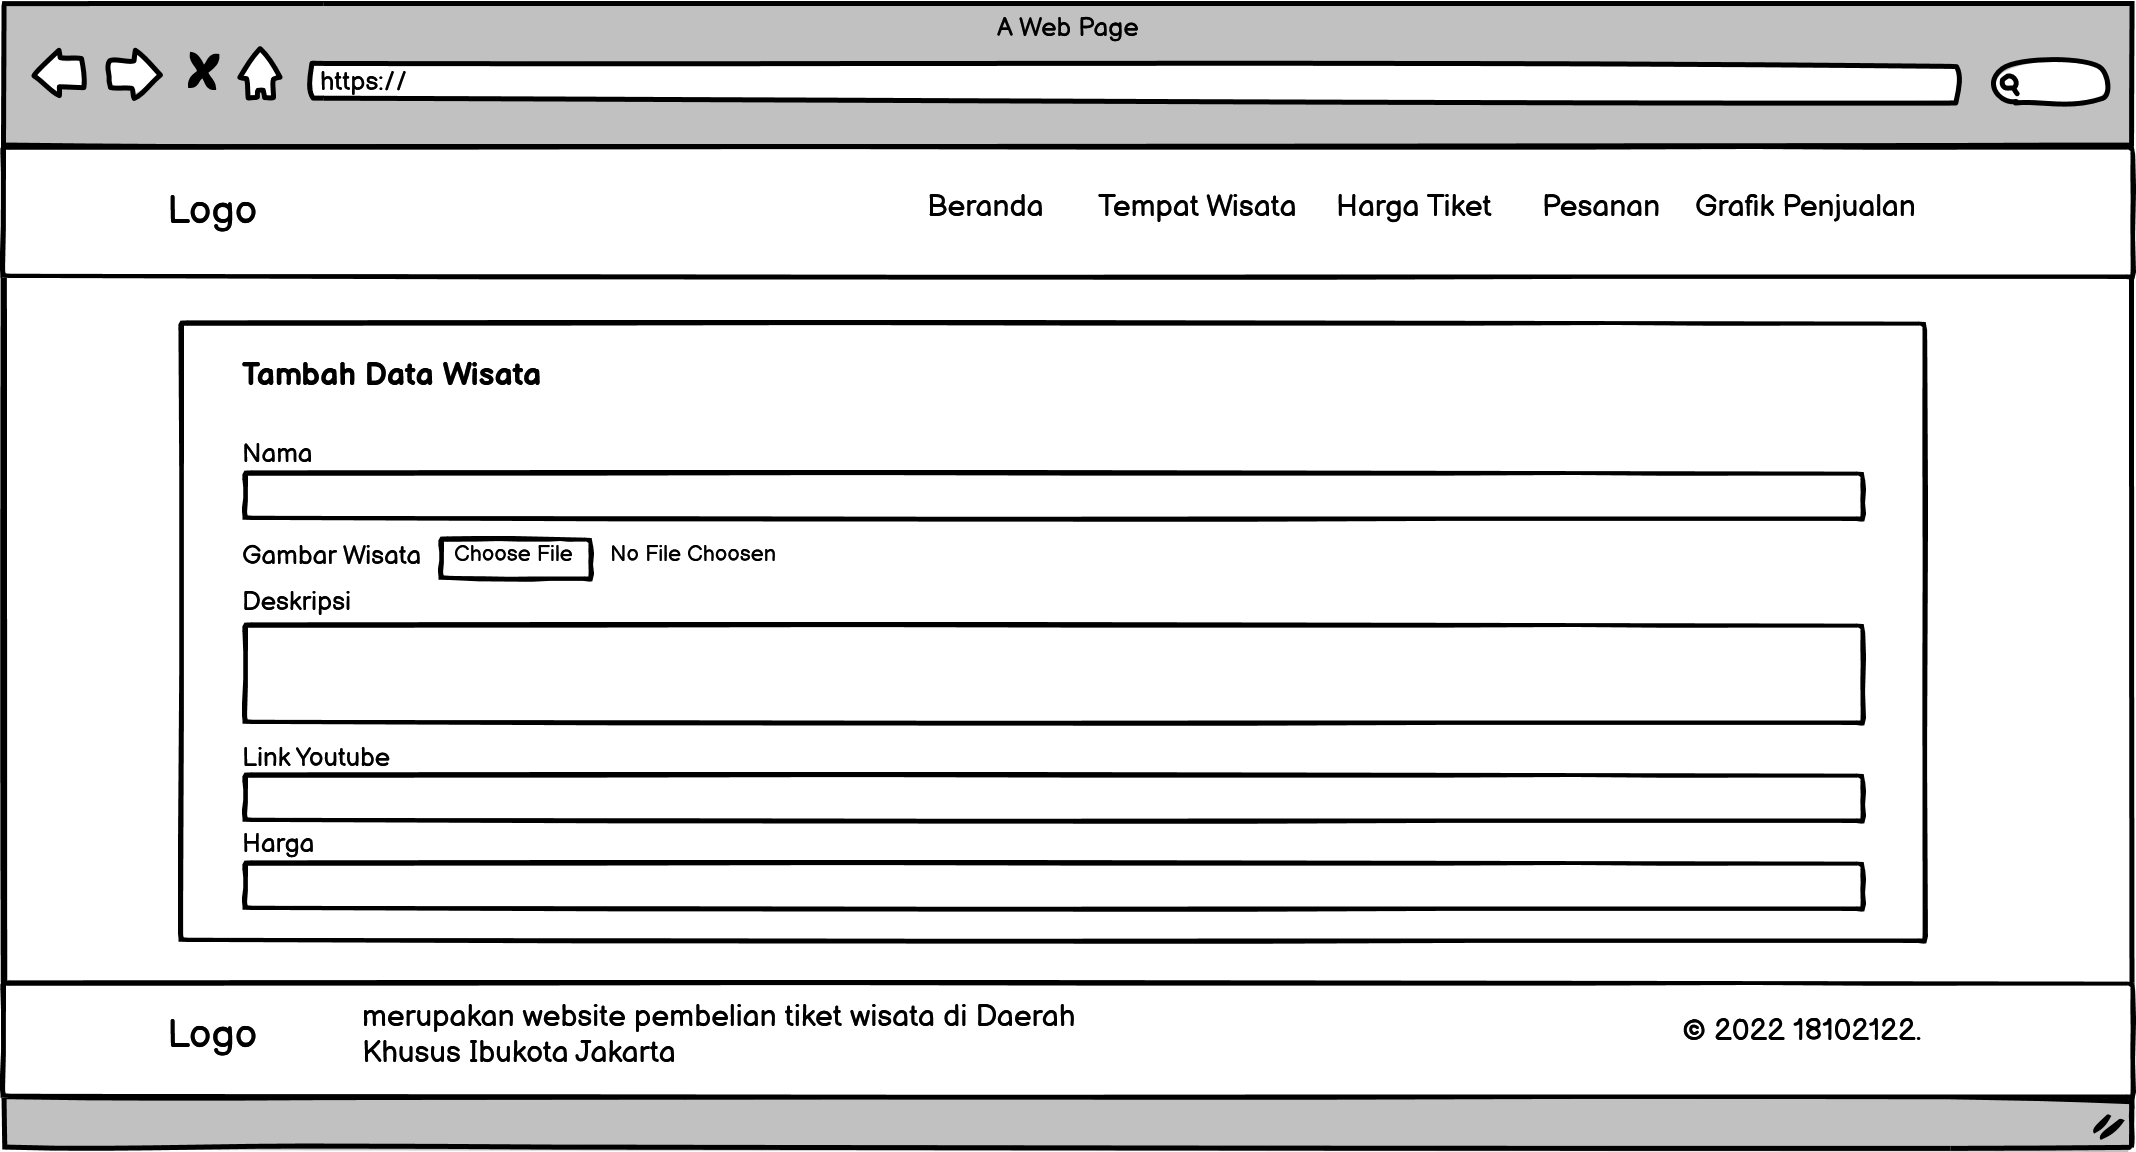 A Web Page
https://
Logo
Beranda Tempat Wisata Harga Tiket Pesanan Grafik Penjualan
Tambah Data Wisata
Nama
Gambar Wisata Choose File No File Choosen
Deskripsi
Link Youtube
Harga
Logo
merupakan website pembelian tiket wisata di Daerah
Khusus Ibukota Jakarta
© 2022 18102122.